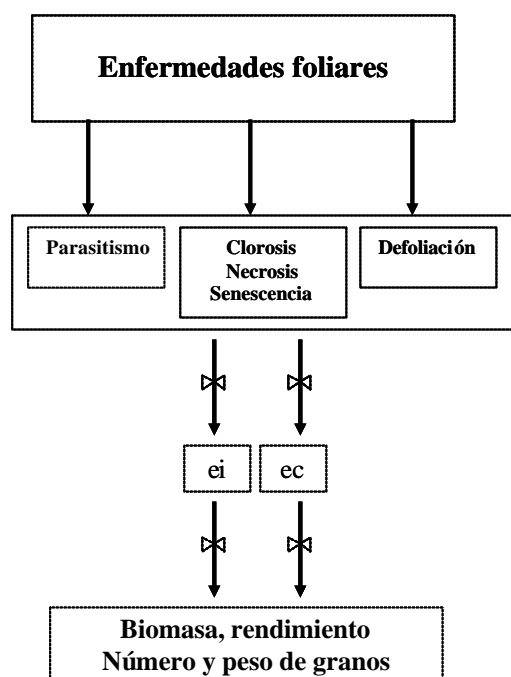 Enfermedades foliares
Parasitismo
Clorosis
Necrosis
Senescencia
Defoliación
ei
ec
Biomasa, rendimiento
Número y peso de granos